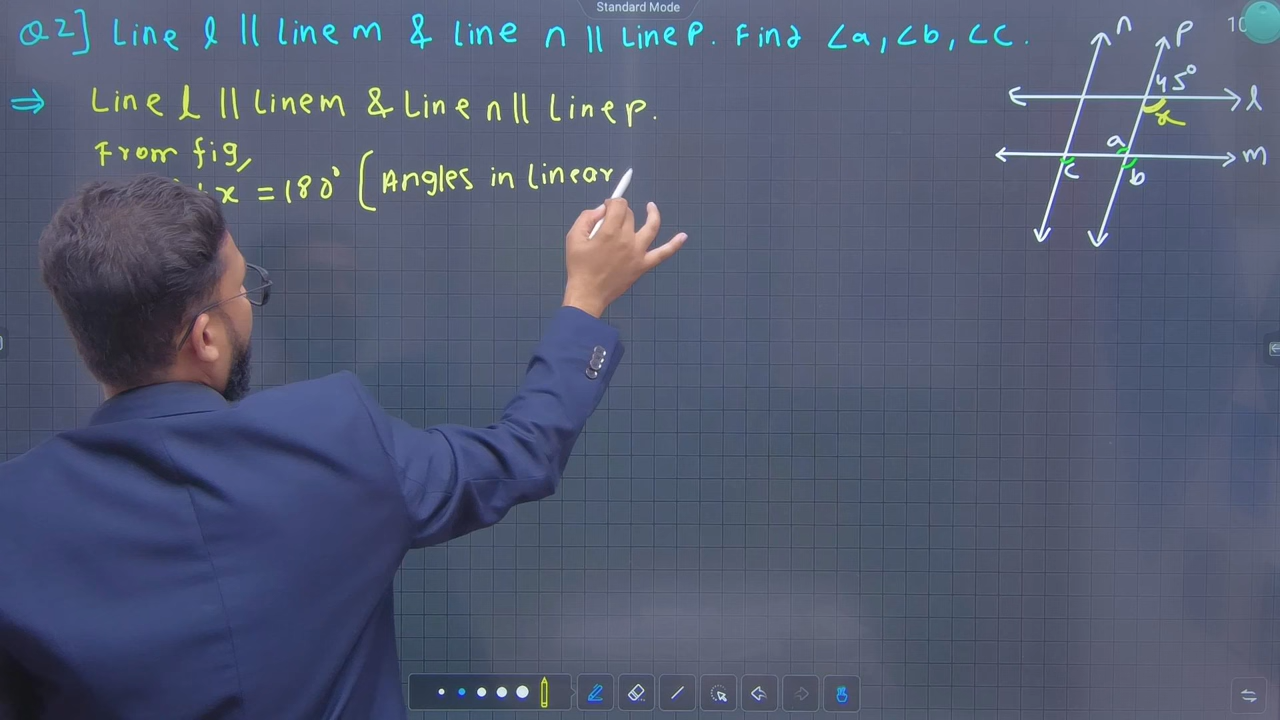 Standard Mode
Q2] Line l || line m & Line n || Line P. Find ∠a, ∠b, ∠c.
⇒ Line l || Line m & Line n || Line p.
From fig,
x = 180° (Angles in linear
n
p
10
45°
l
x
a
m
c
b